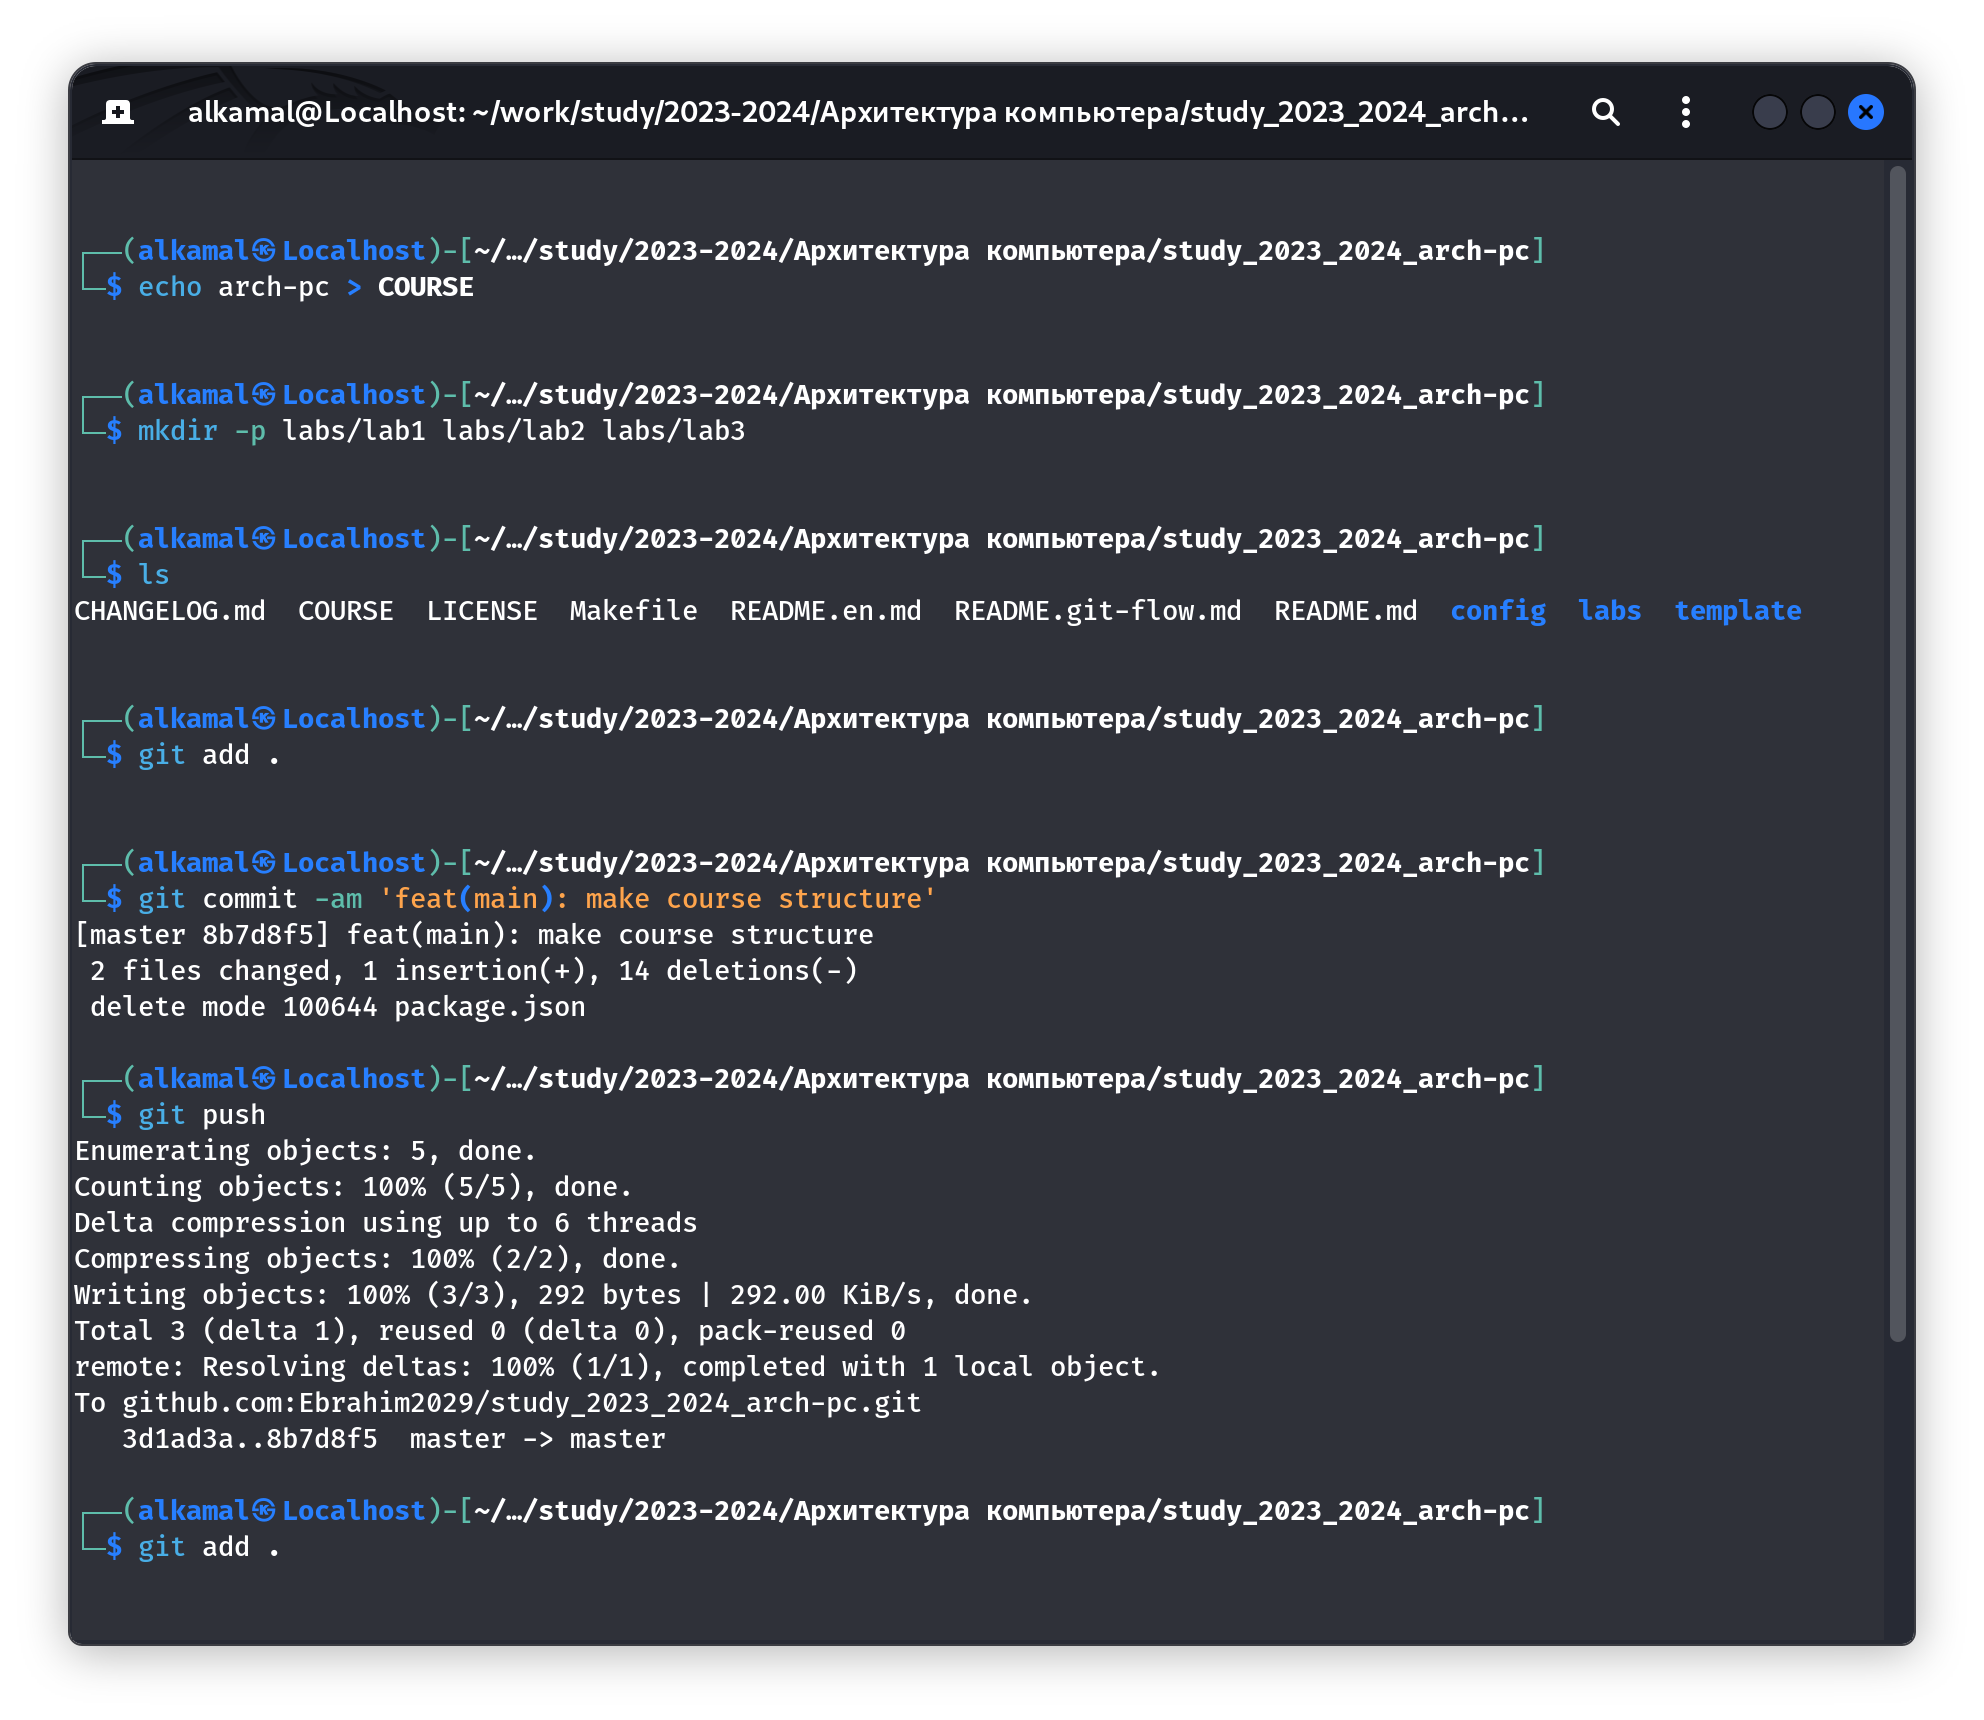 alkamal@Localhost: ~/work/study/2023-2024/Архитектура компьютера/study_2023_2024_arch…
┌──(alkamal㉿Localhost)-[~/…/study/2023-2024/Архитектура компьютера/study_2023_2024_arch-pc]
└─$ echo arch-pc > COURSE
┌──(alkamal㉿Localhost)-[~/…/study/2023-2024/Архитектура компьютера/study_2023_2024_arch-pc]
└─$ mkdir -p labs/lab1 labs/lab2 labs/lab3
┌──(alkamal㉿Localhost)-[~/…/study/2023-2024/Архитектура компьютера/study_2023_2024_arch-pc]
└─$ ls
CHANGELOG.md  COURSE  LICENSE  Makefile  README.en.md  README.git-flow.md  README.md  config  labs  template
┌──(alkamal㉿Localhost)-[~/…/study/2023-2024/Архитектура компьютера/study_2023_2024_arch-pc]
└─$ git add .
┌──(alkamal㉿Localhost)-[~/…/study/2023-2024/Архитектура компьютера/study_2023_2024_arch-pc]
└─$ git commit -am 'feat(main): make course structure'
[master 8b7d8f5] feat(main): make course structure
 2 files changed, 1 insertion(+), 14 deletions(-)
 delete mode 100644 package.json
┌──(alkamal㉿Localhost)-[~/…/study/2023-2024/Архитектура компьютера/study_2023_2024_arch-pc]
└─$ git push
Enumerating objects: 5, done.
Counting objects: 100% (5/5), done.
Delta compression using up to 6 threads
Compressing objects: 100% (2/2), done.
Writing objects: 100% (3/3), 292 bytes | 292.00 KiB/s, done.
Total 3 (delta 1), reused 0 (delta 0), pack-reused 0
remote: Resolving deltas: 100% (1/1), completed with 1 local object.
To github.com:Ebrahim2029/study_2023_2024_arch-pc.git
   3d1ad3a..8b7d8f5  master -> master
┌──(alkamal㉿Localhost)-[~/…/study/2023-2024/Архитектура компьютера/study_2023_2024_arch-pc]
└─$ git add .